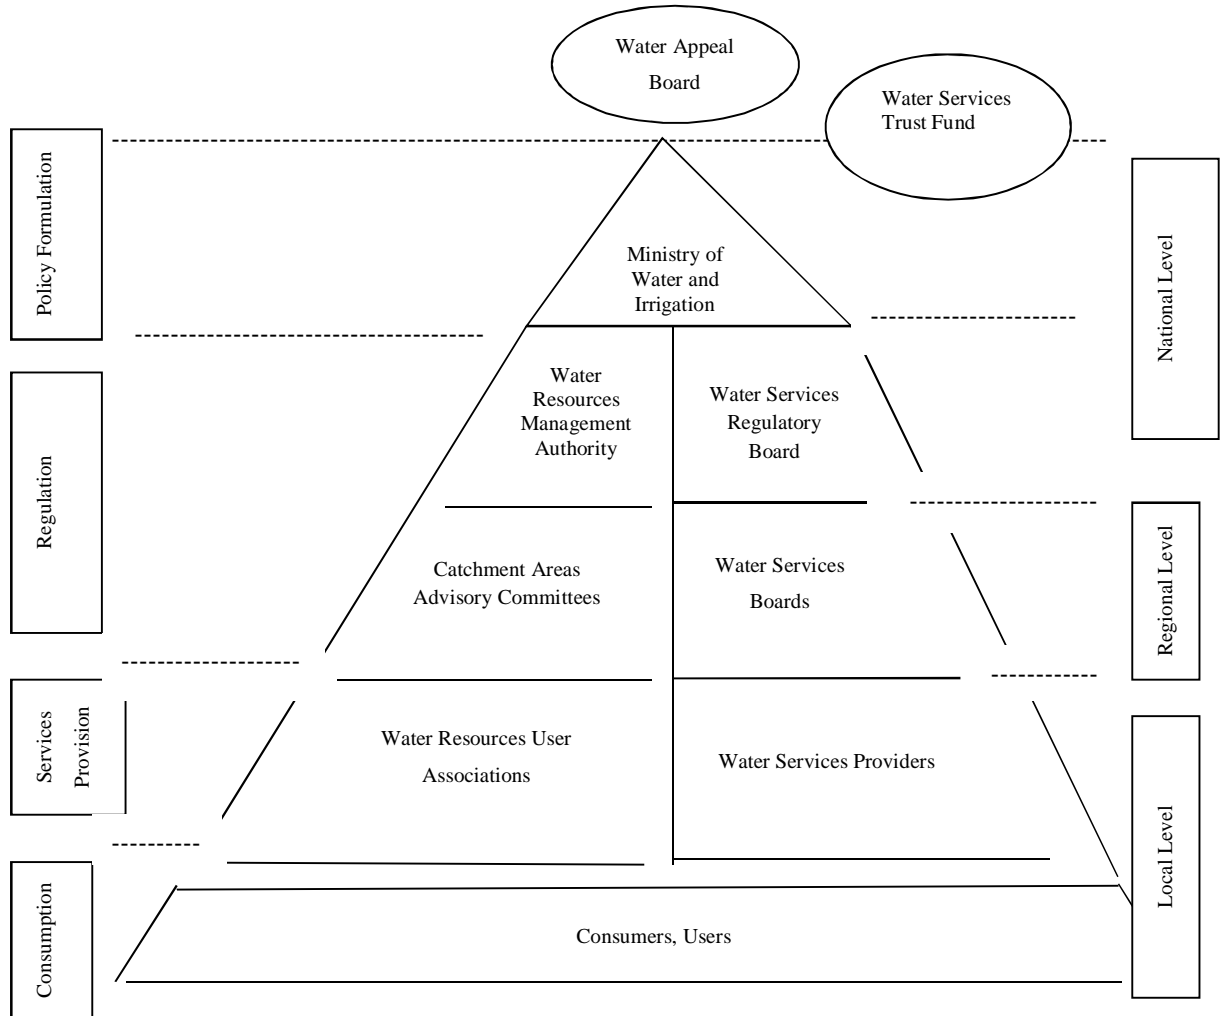 Water Appeal
Board
Water Services
Trust Fund
Policy Formulation
National Level
Ministry of
Water and
Irrigation
Regulation
Water
Resources
Management
Authority
Water Services
Regulatory
Board
Catchment Areas
Advisory Committees
Water Services
Boards
Regional Level
Services
Provision
Water Resources User
Associations
Water Services Providers
Local Level
Consumption
Consumers, Users